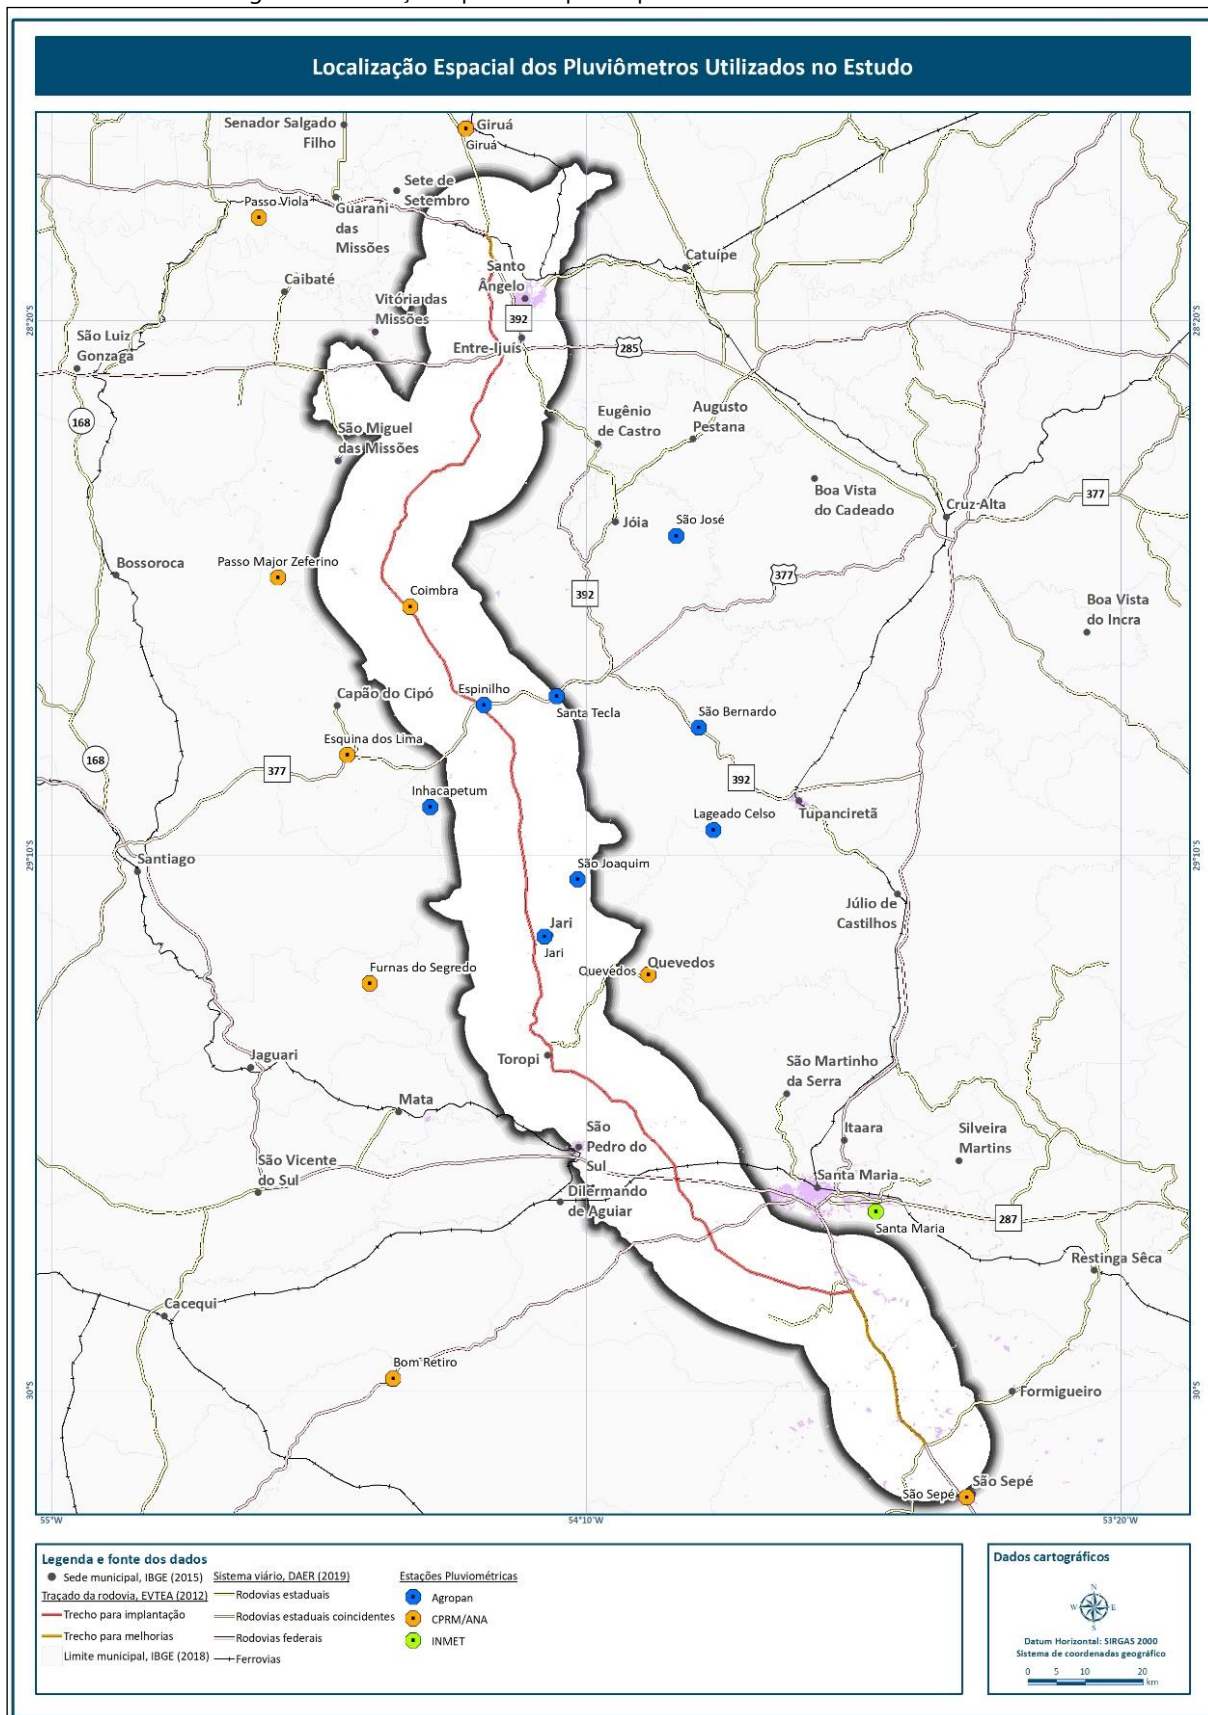 Localização Espacial dos Pluviômetros Utilizados no Estudo
Senador Salgado
Filho
Giruá
Giruá
Sete de
Setembro
Passo Viola
Guarani
das
Missões
Catuípe
Santo
Ângelo
Caibaté
Vitória das
Missões
392
28°20'S
28°20'S
São Luiz
Gonzaga
Entre-Ijuís
285
168
Eugênio
de Castro
Augusto
Pestana
São Miguel
das Missões
Boa Vista
do Cadeado
377
Cruz Alta
Jóia
São José
Bossoroca
Passo Major Zeferino
377
Coimbra
392
Boa Vista
do Incra
Capão do Cipó
Espinilho
Santa Tecla
São Bernardo
Esquina dos Lima
168
377
392
Inhacapetum
Lageado Celso
Tupanciretã
29°10'S
29°10'S
Santiago
São Joaquim
Júlio de
Castilhos
Jari
Jari
Furnas do Segredo
Quevedos
Quevedos
Jaguari
Toropi
São Martinho
da Serra
Mata
São
Pedro do
Sul
Itaara
Silveira
Martins
São Vicente
do Sul
Santa Maria
Dilermando
de Aguiar
Santa Maria
287
Restinga Sêca
Cacequi
Bom Retiro
30°S
30°S
Formigueiro
São Sepé
São Sepé
55°W
54°10'W
53°20'W
Legenda e fonte dos dados
Sede municipal, IBGE (2015)
Traçado da rodovia, EVTEA (2012)
Trecho para implantação
Trecho para melhorias
Limite municipal, IBGE (2018)
Sistema viário, DAER (2019)
Rodovias estaduais
Rodovias estaduais coincidentes
Rodovias federais
Ferrovias
Estações Pluviométricas
Agropan
CPRM/ANA
INMET
Dados cartográficos
N
W
E
S
Datum Horizontal: SIRGAS 2000
Sistema de coordenadas geográfico
0 5 10 20
km